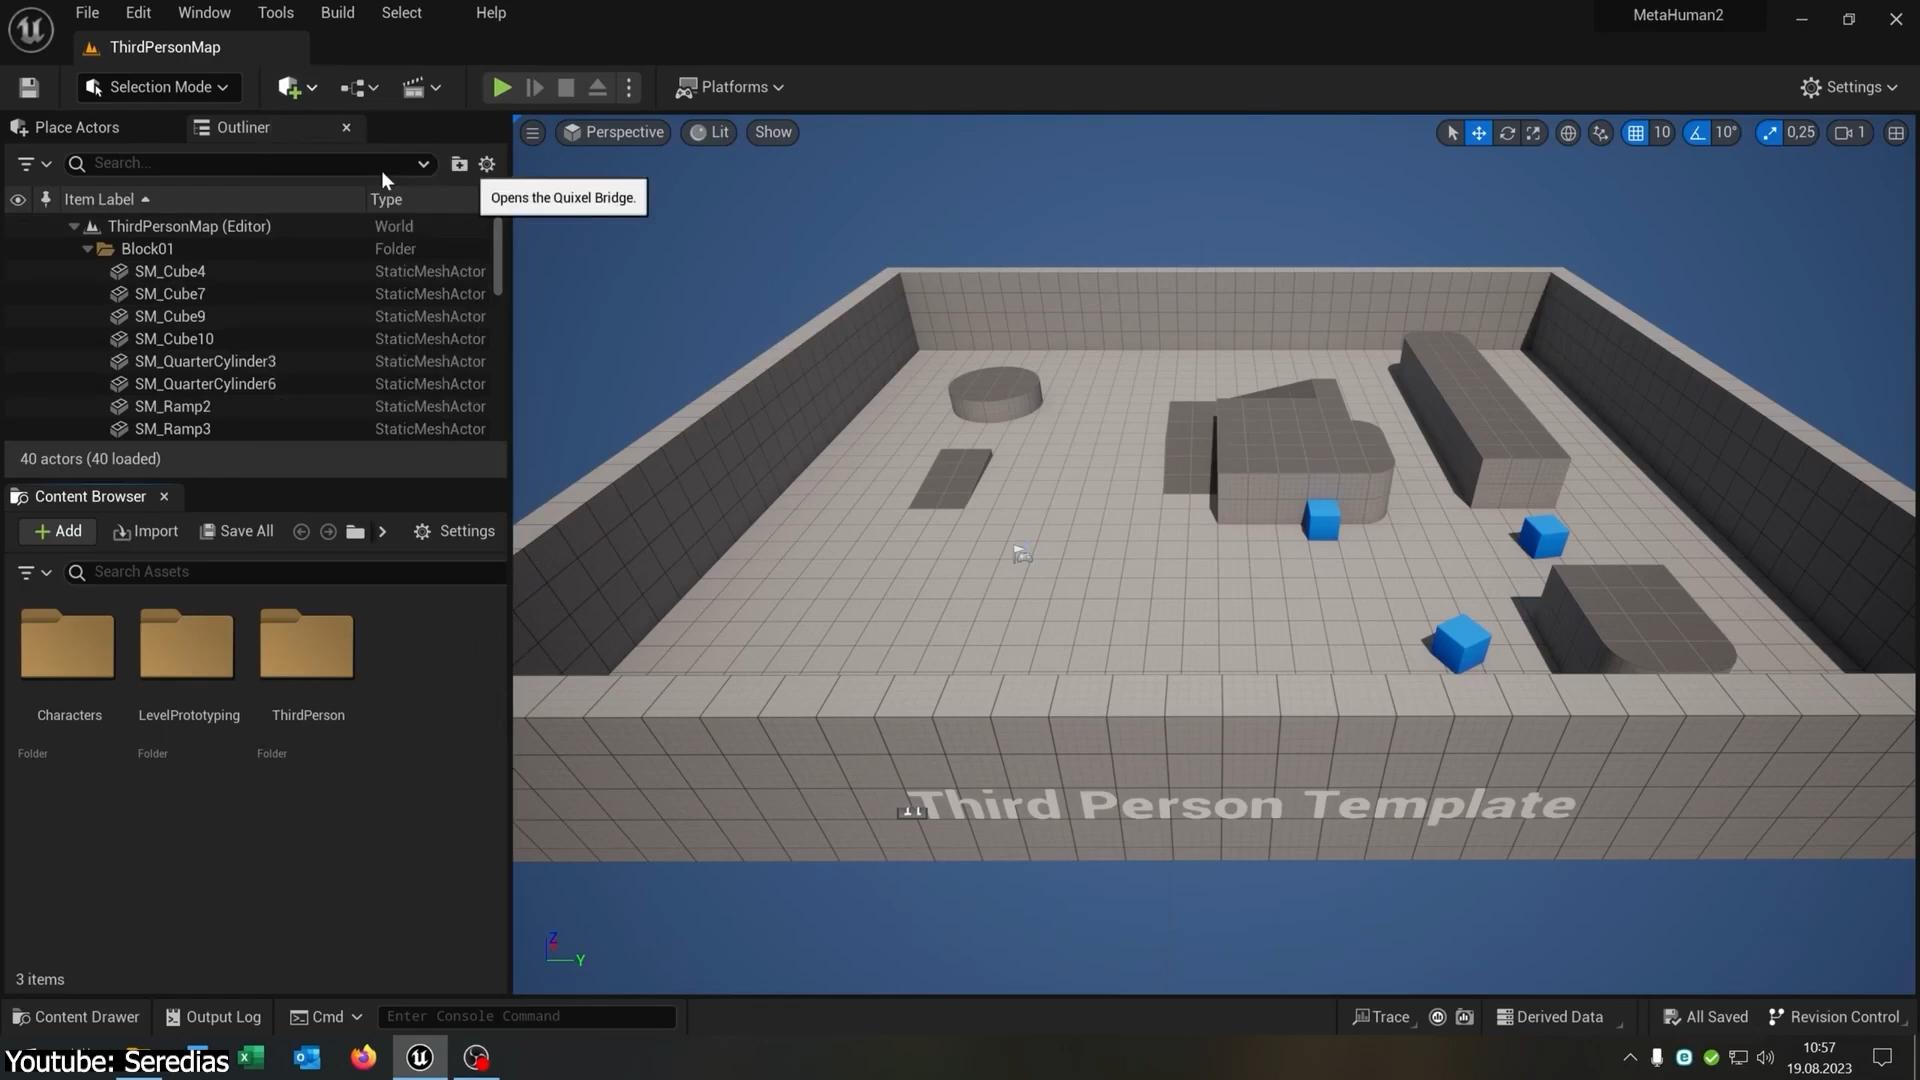 File Edit Window Tools Build Select Help
MetaHuman2
ThirdPersonMap
Selection Mode
Platforms
Settings
Place Actors
Outliner
Perspective
Lit
Show
10
10°
0,25
1
Search...
Opens the Quixel Bridge.
Item Label
Type
ThirdPersonMap (Editor) World
Block01 Folder
SM_Cube4 StaticMeshActor
SM_Cube7 StaticMeshActor
SM_Cube9 StaticMeshActor
SM_Cube10 StaticMeshActor
SM_QuarterCylinder3 StaticMeshActor
SM_QuarterCylinder6 StaticMeshActor
SM_Ramp2 StaticMeshActor
SM_Ramp3 StaticMeshActor
40 actors (40 loaded)
Content Browser
Add
Import
Save All
Settings
Search Assets
Characters
LevelPrototyping
ThirdPerson
Folder
Folder
Folder
Third Person Template
Z
Y
3 items
Content Drawer
Output Log
Cmd
Enter Console Command
Trace
Derived Data
All Saved
Revision Control
Youtube: Seredias
10:57
19.08.2023